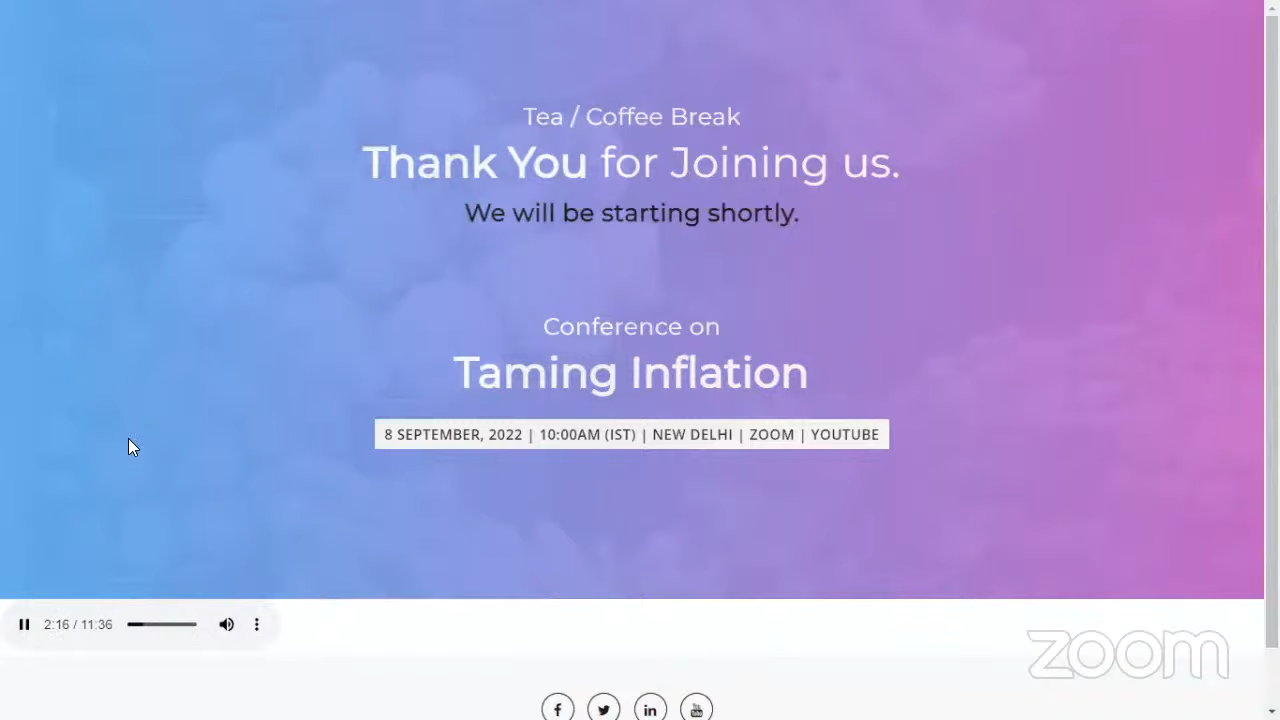 Tea / Coffee Break
Thank You for Joining us.
We will be starting shortly.
Conference on
Taming Inflation
8 SEPTEMBER, 2022 | 10:00AM (IST) | NEW DELHI | ZOOM | YOUTUBE
2:16 / 11:36
zoom